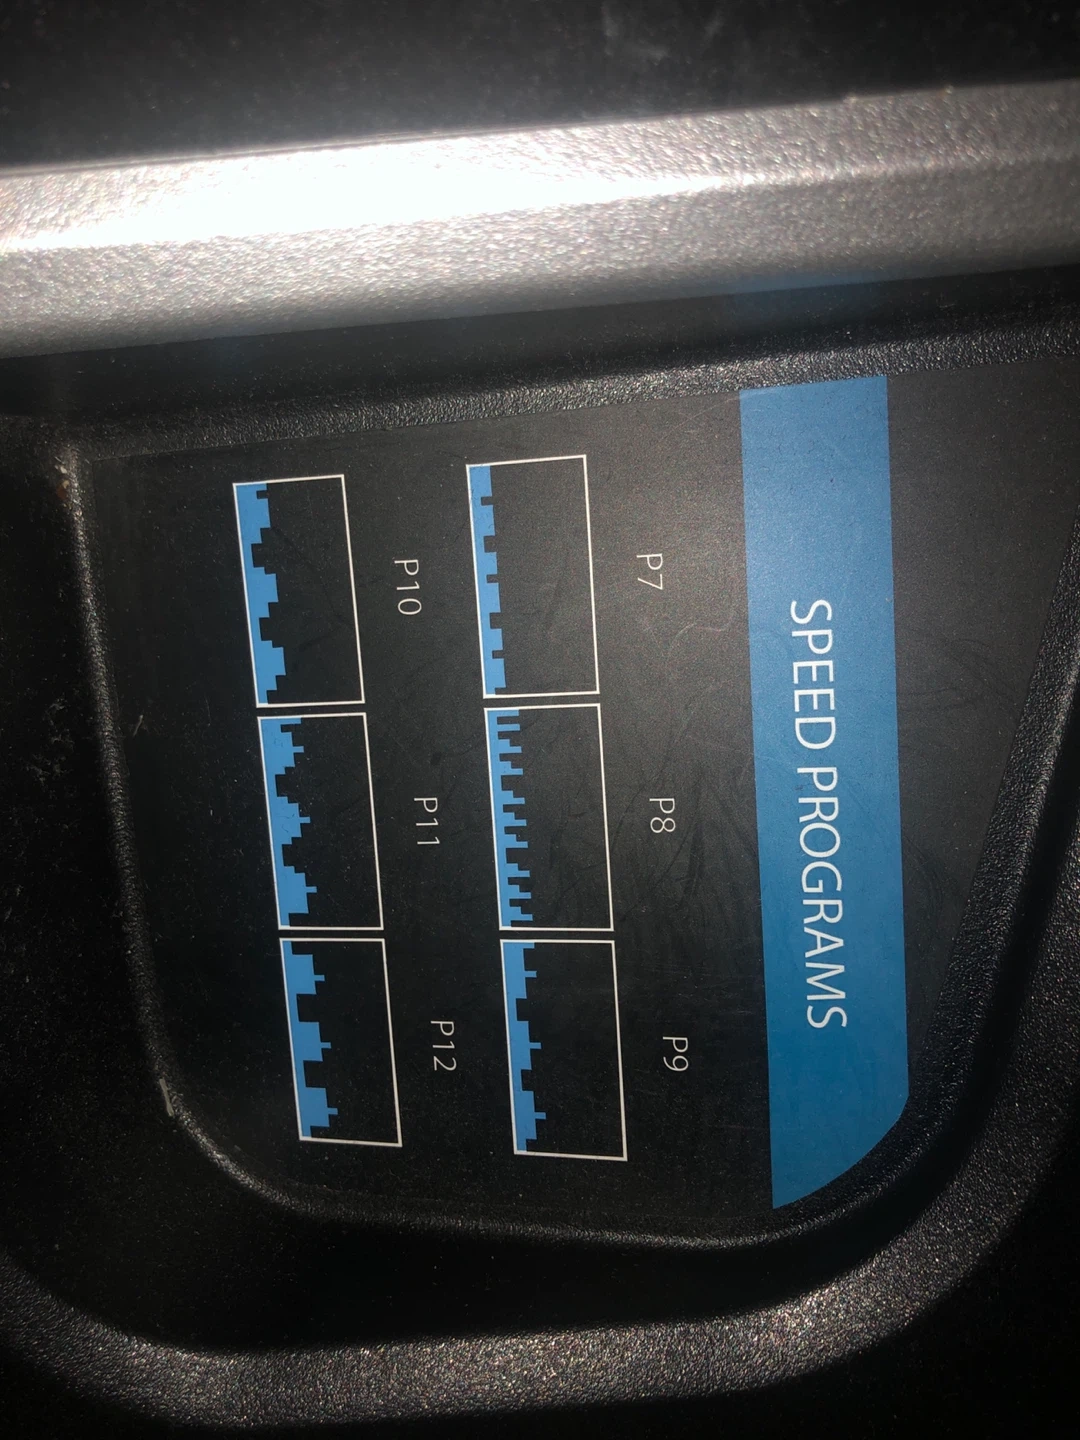 SPEED PROGRAMS
P7 P8 P9
P10 P11 P12